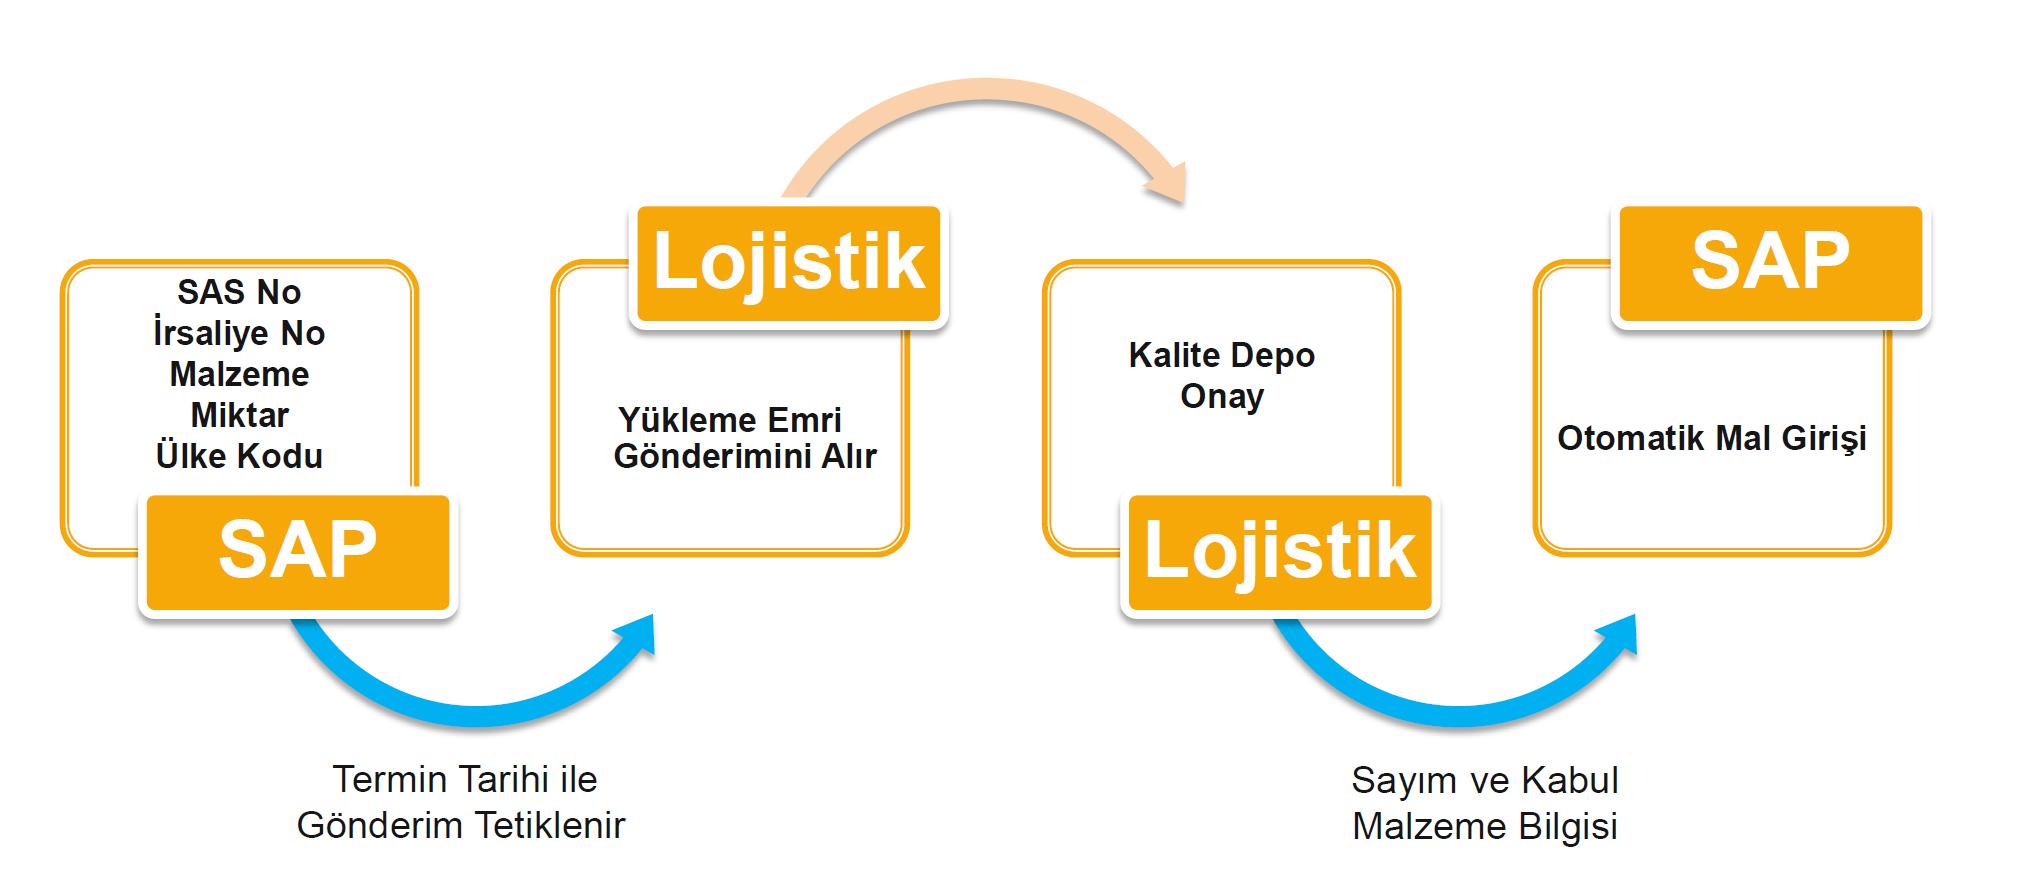 SAS No
İrsaliye No
Malzeme
Miktar
Ülke Kodu
SAP
Termin Tarihi ile
Gönderim Tetiklenir
Lojistik
Yükleme Emri
Gönderimini Alır
Kalite Depo
Onay
Lojistik
Sayım ve Kabul
Malzeme Bilgisi
SAP
Otomatik Mal Girişi